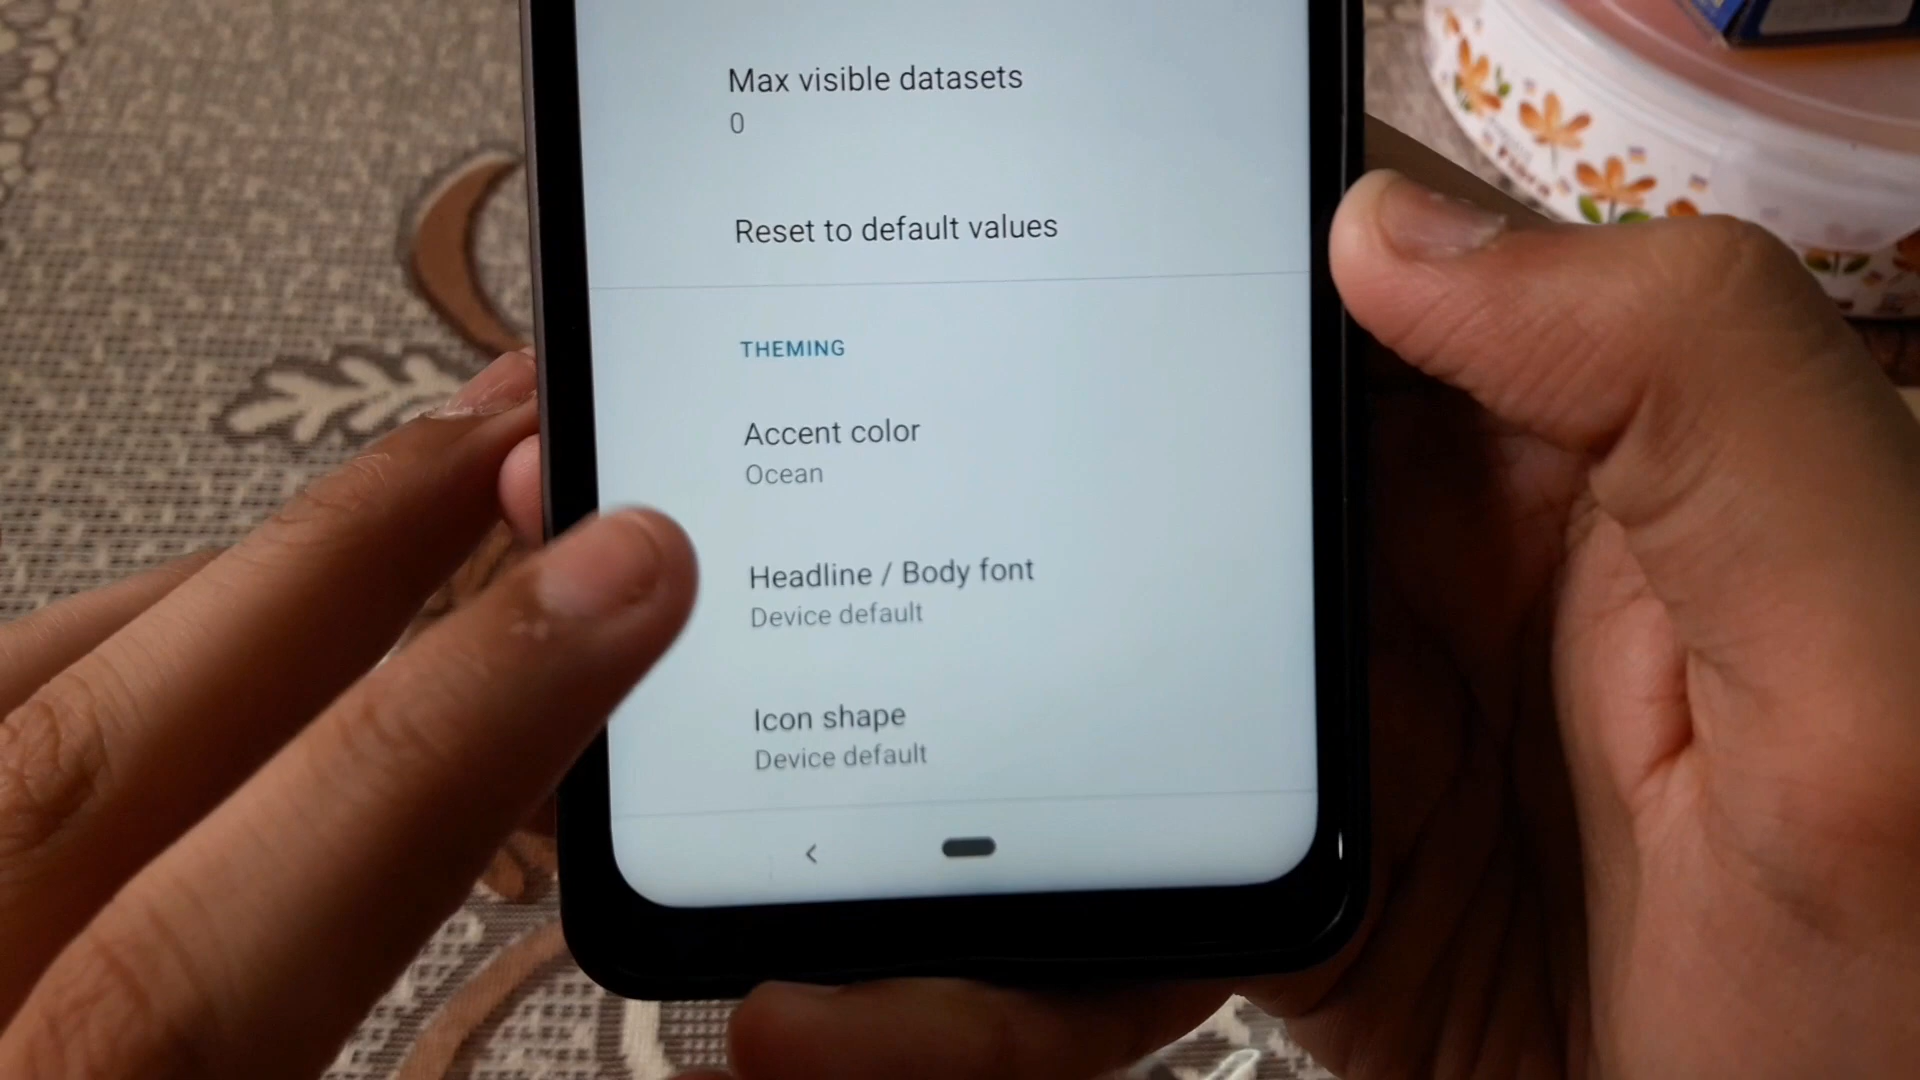 Max visible datasets
0
Reset to default values
THEMING
Accent color
Ocean
Headline / Body font
Device default
Icon shape
Device default